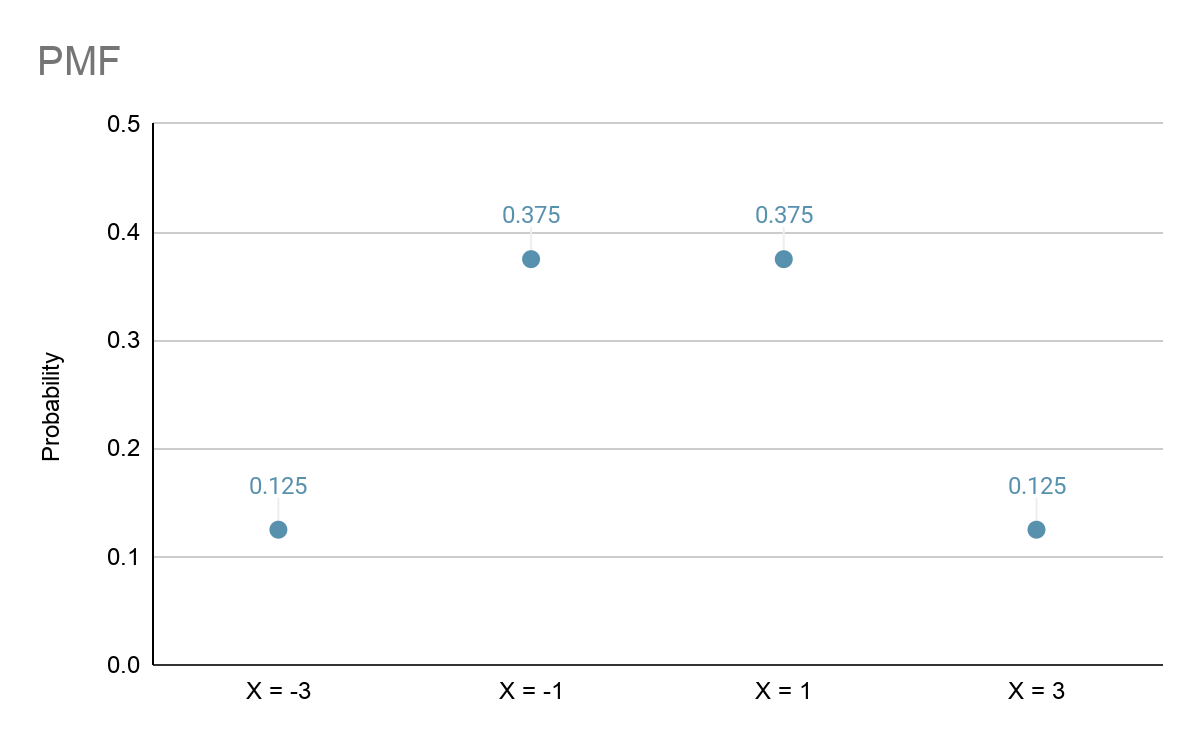 PMF
0.5
0.375 0.375
0.4
0.3
Probability
0.2
0.125 0.125
0.1
0.0
X = -3 X = -1 X = 1 X = 3